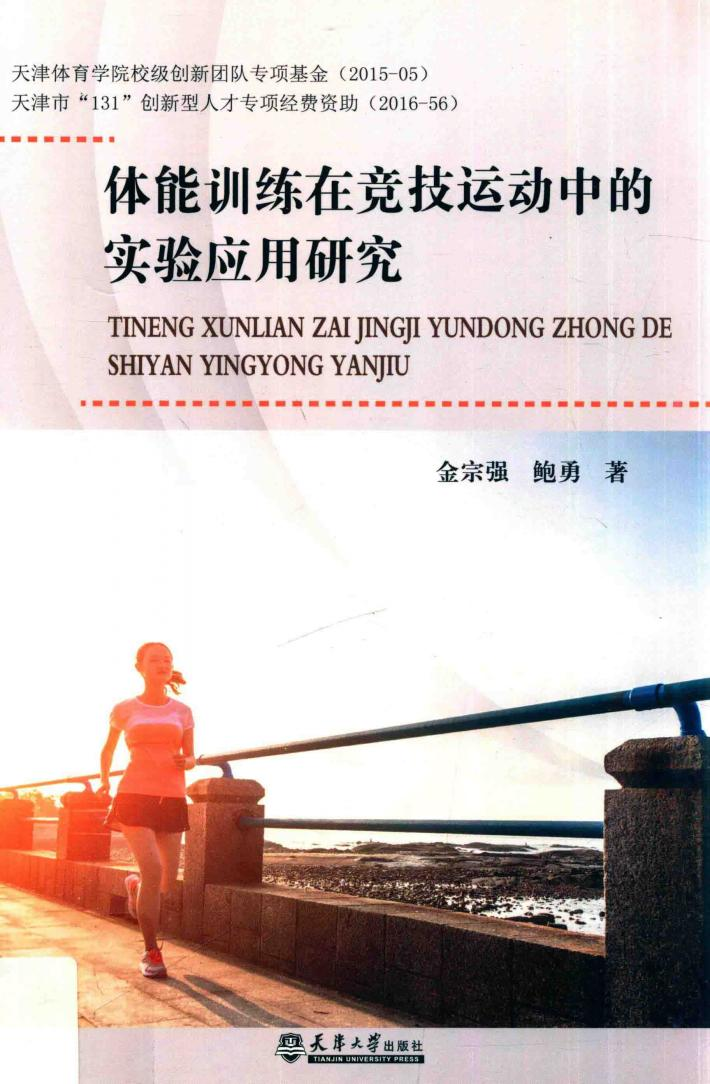 天津体育学院校级创新团队专项基金（2015-05）
天津市“131”创新型人才专项经费资助（2016-56）
体能训练在竞技运动中的
实验应用研究
TINENG XUNLIAN ZAI JINGJI YUNDONG ZHONG DE
SHIYAN YINGYONG YANJIU
金宗强 鲍勇 著
天津大学出版社
TIANJIN UNIVERSITY PRESS